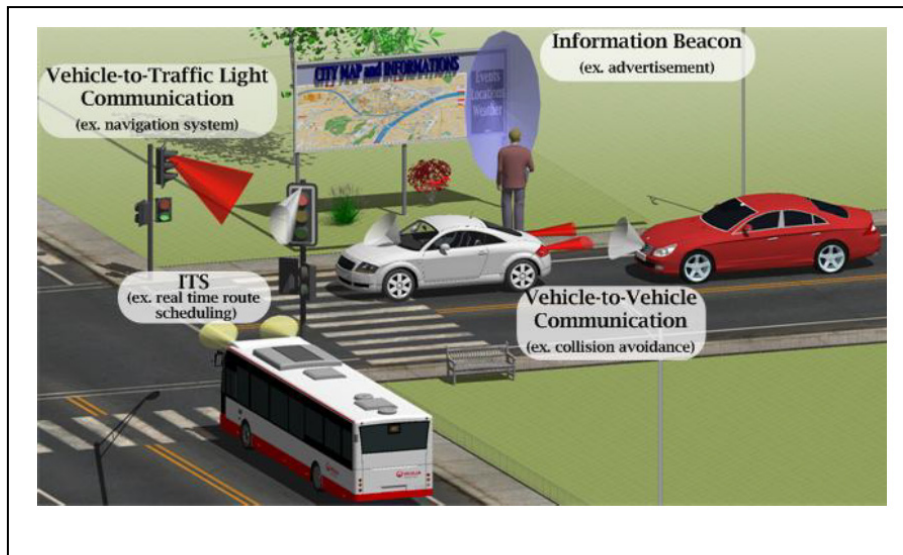 Vehicle-to-Traffic Light
Communication
(ex. navigation system)
CITY MAP and INFORMATIONS
Events
Locations
Weather
Information Beacon
(ex. advertisement)
ITS
(ex. real time route
scheduling)
Vehicle-to-Vehicle
Communication
(ex. collision avoidance)